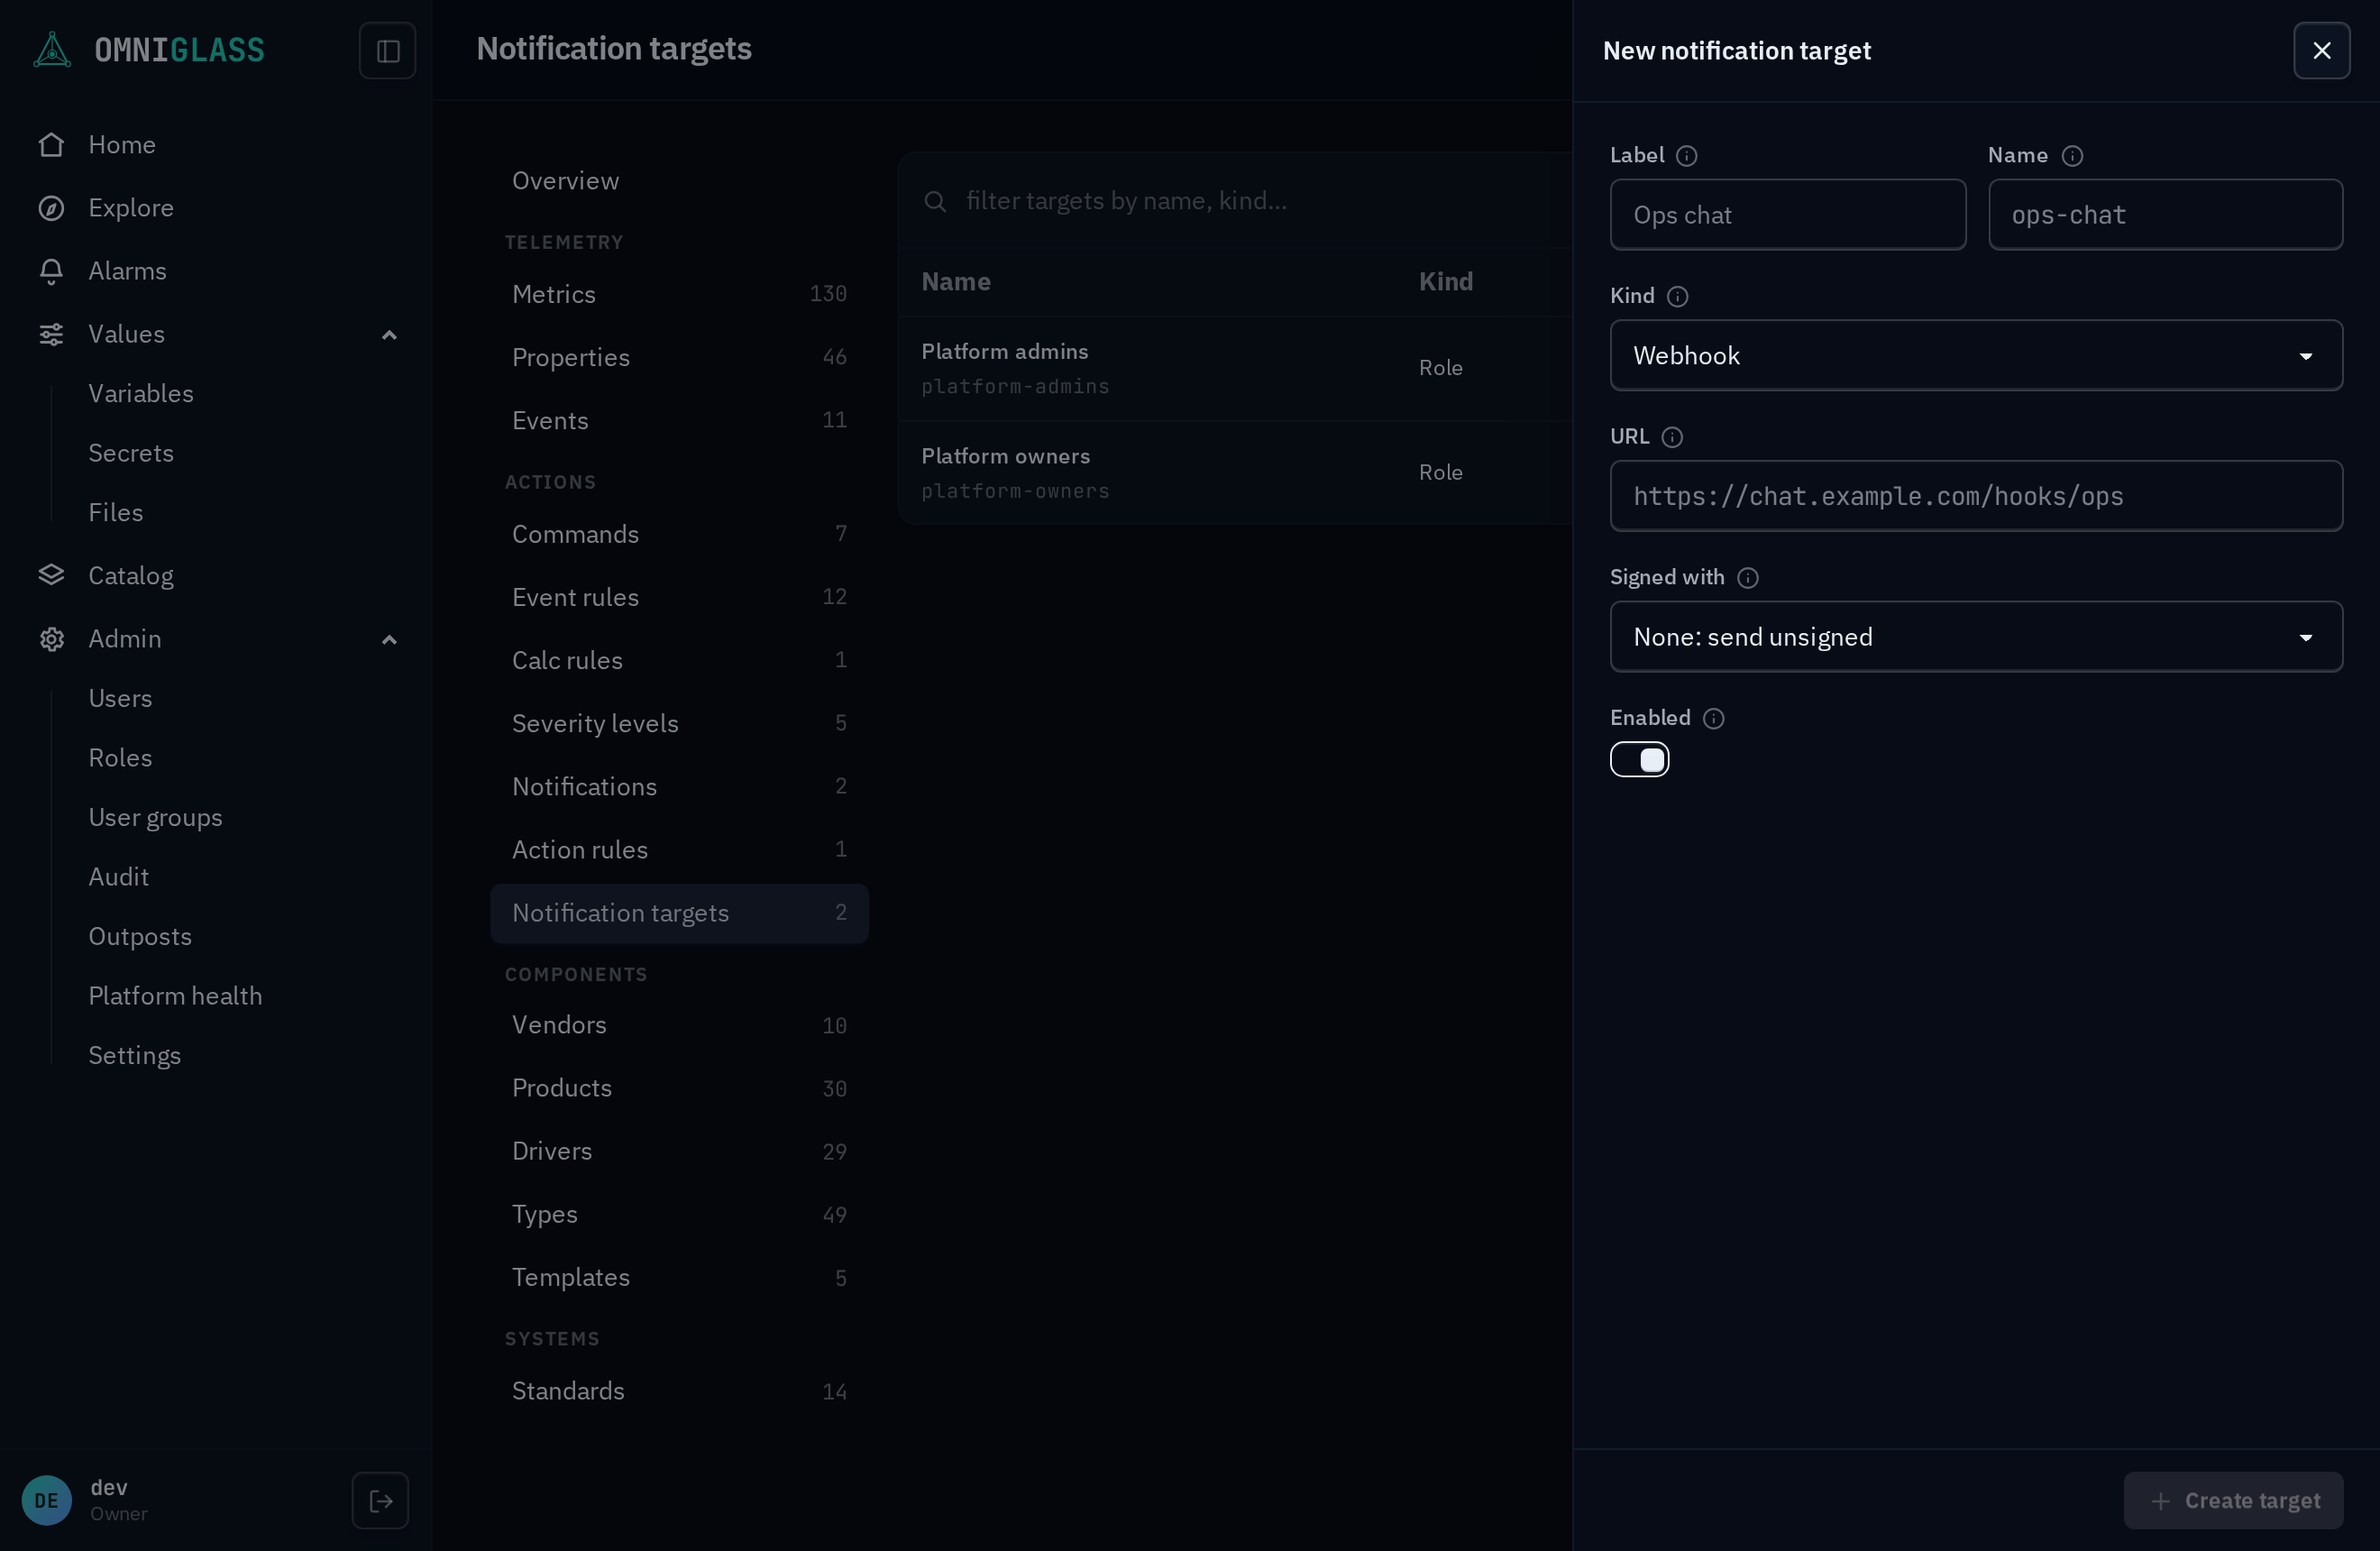 OMNIGLASS
Home
Explore
Alarms
Values
Variables
Secrets
Files
Catalog
Admin
Users
Roles
User groups
Audit
Outposts
Platform health
Settings
DE
dev
Owner
Notification targets
Overview
TELEMETRY
Metrics 130
Properties 46
Events 11
ACTIONS
Commands 7
Event rules 12
Calc rules 1
Severity levels 5
Notifications 2
Action rules 1
Notification targets 2
COMPONENTS
Vendors 10
Products 30
Drivers 29
Types 49
Templates 5
SYSTEMS
Standards 14
filter targets by name, kind...
Name Kind
Platform admins
platform-admins
Role
Platform owners
platform-owners
Role
New notification target
Label Name
Ops chat ops-chat
Kind
Webhook
URL
https://chat.example.com/hooks/ops
Signed with
None: send unsigned
Enabled
Create target